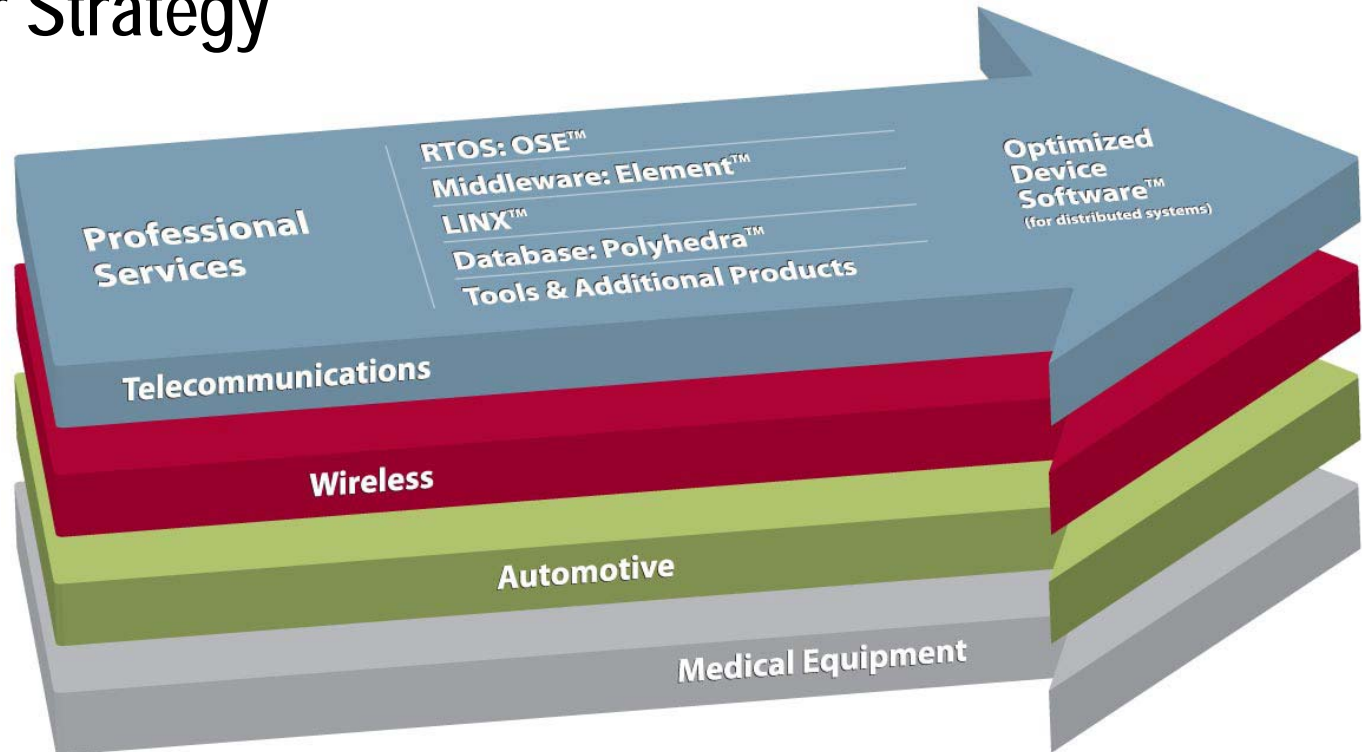 Strategy
Professional
Services
RTOS: OSE™
Middleware: Element™
LINX™
Database: Polyhedra™
Tools & Additional Products
Optimized
Device
Software™
(for distributed systems)
Telecommunications
Wireless
Automotive
Medical Equipment